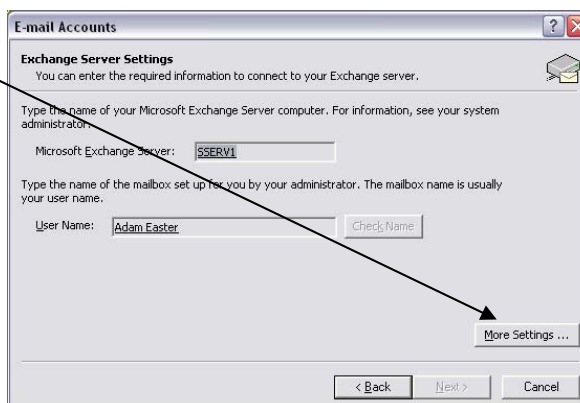 E-mail Accounts
Exchange Server Settings
You can enter the required information to connect to your Exchange server.
Type the name of your Microsoft Exchange Server computer. For information, see your system
administrator.
Microsoft Exchange Server: SSERV1
Type the name of the mailbox set up for you by your administrator. The mailbox name is usually
your user name.
User Name: Adam Easter Check Name
More Settings ...
< Back Next > Cancel